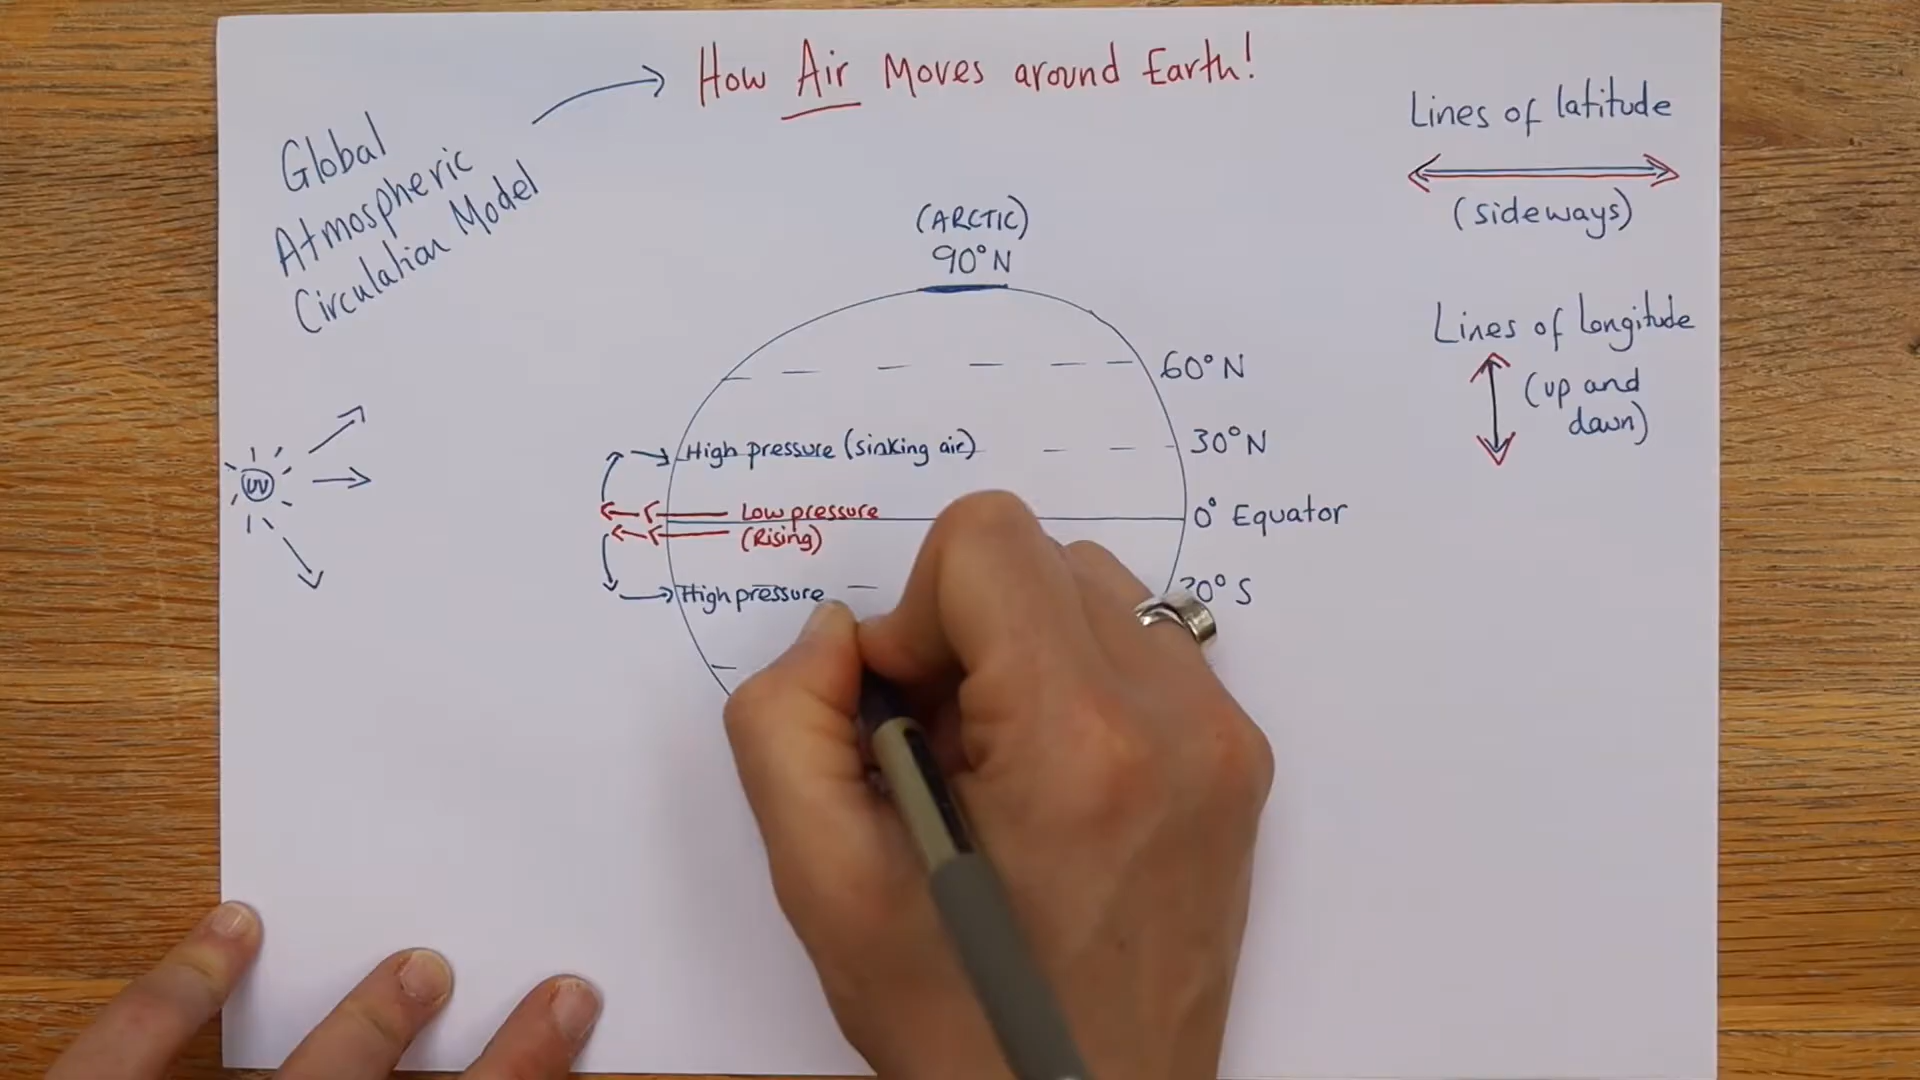 How Air Moves around Earth!
Global
Atmospheric
Circulation Model
Lines of latitude
(sideways)
(ARCTIC)
90°N
Lines of longitude
(up and
down)
60°N
High pressure (sinking air)
30°N
UV
Low pressure
(Rising)
0° Equator
High pressure
30° S